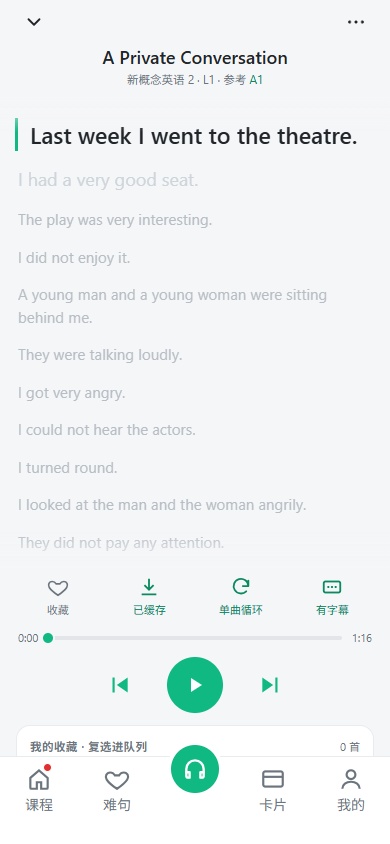 A Private Conversation
新概念英语 2 · L1 · 参考 A1
Last week I went to the theatre.
I had a very good seat.
The play was very interesting.
I did not enjoy it.
A young man and a young woman were sitting
behind me.
They were talking loudly.
I got very angry.
I could not hear the actors.
I turned round.
I looked at the man and the woman angrily.
They did not pay any attention.
收藏 已缓存 单曲循环 有字幕
0:00 1:16
我的收藏 · 复选进队列 0 首
课程 难句 卡片 我的